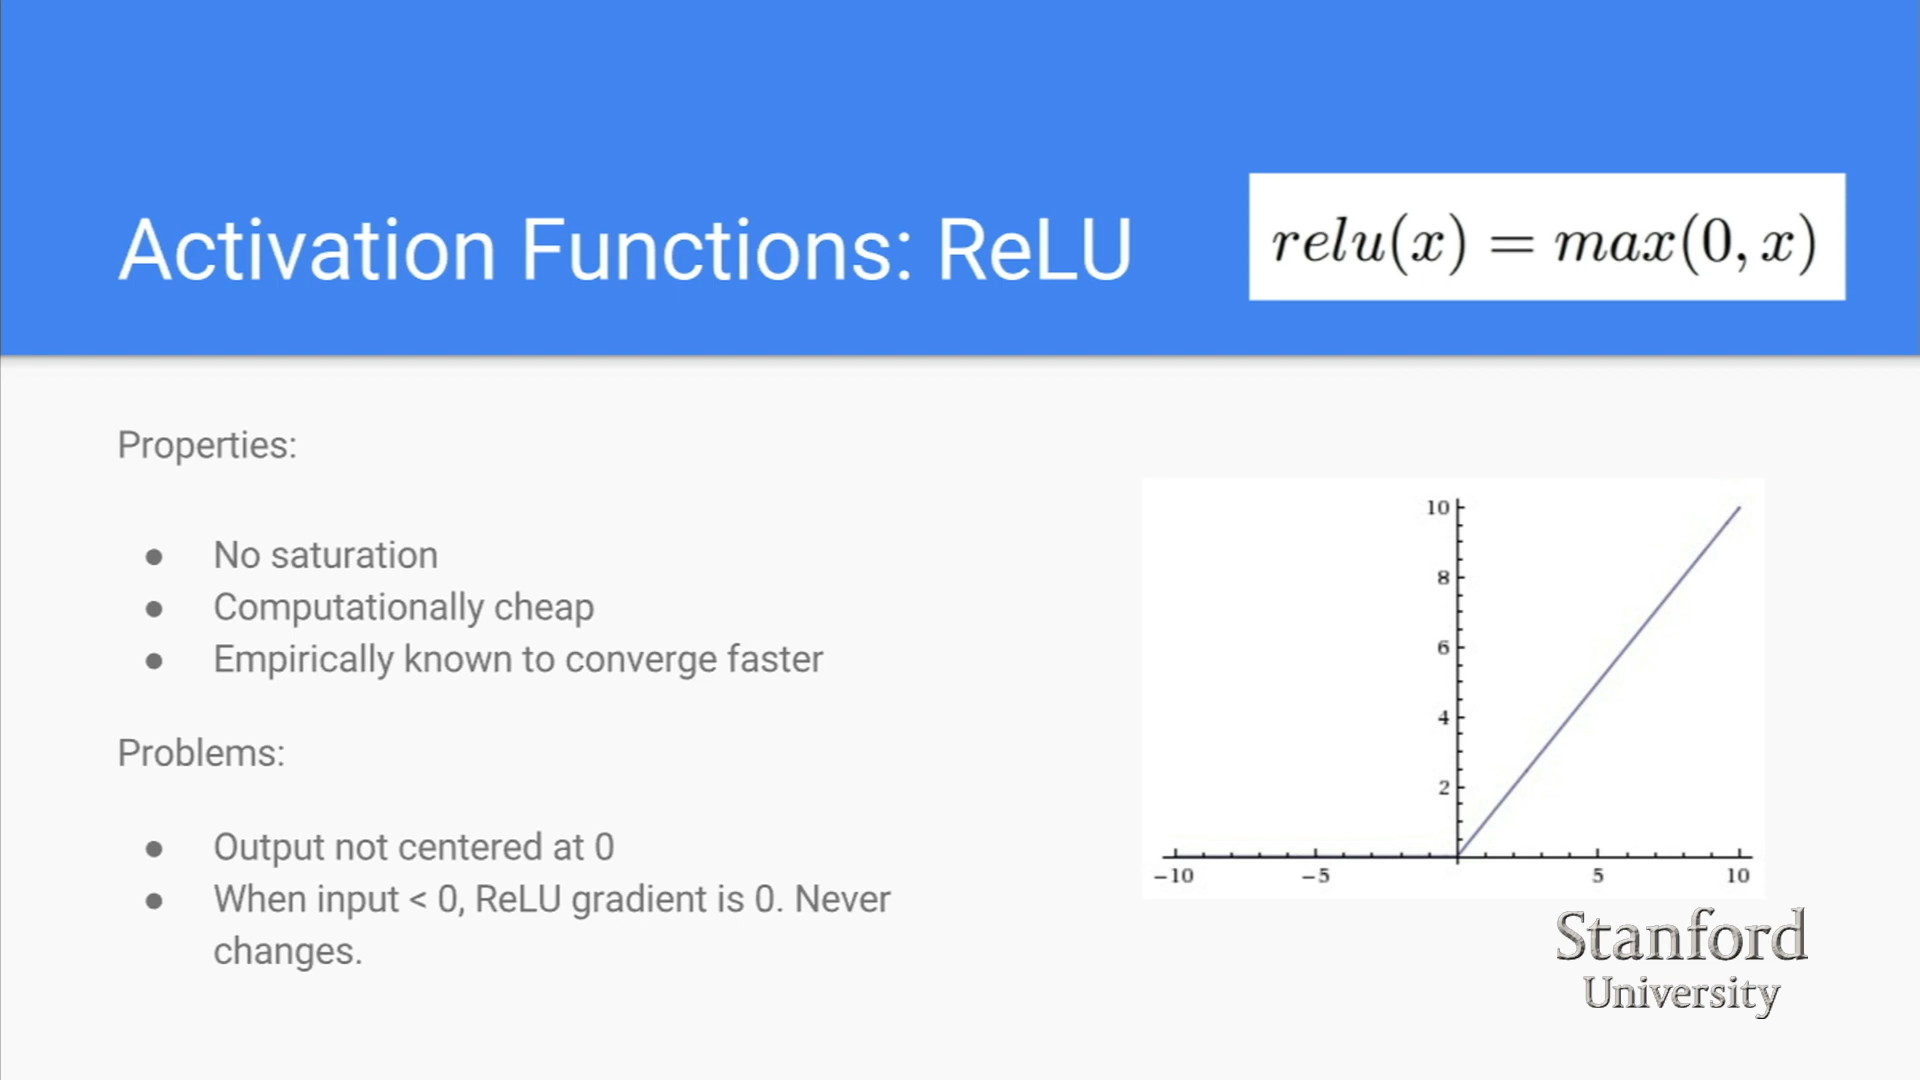 Activation Functions: ReLU
relu(x) = max(0, x)
Properties:
● No saturation
● Computationally cheap
● Empirically known to converge faster
Problems:
● Output not centered at 0
● When input < 0, ReLU gradient is 0. Never
changes.
10
8
6
4
2
−10 −5 5 10
Stanford
University